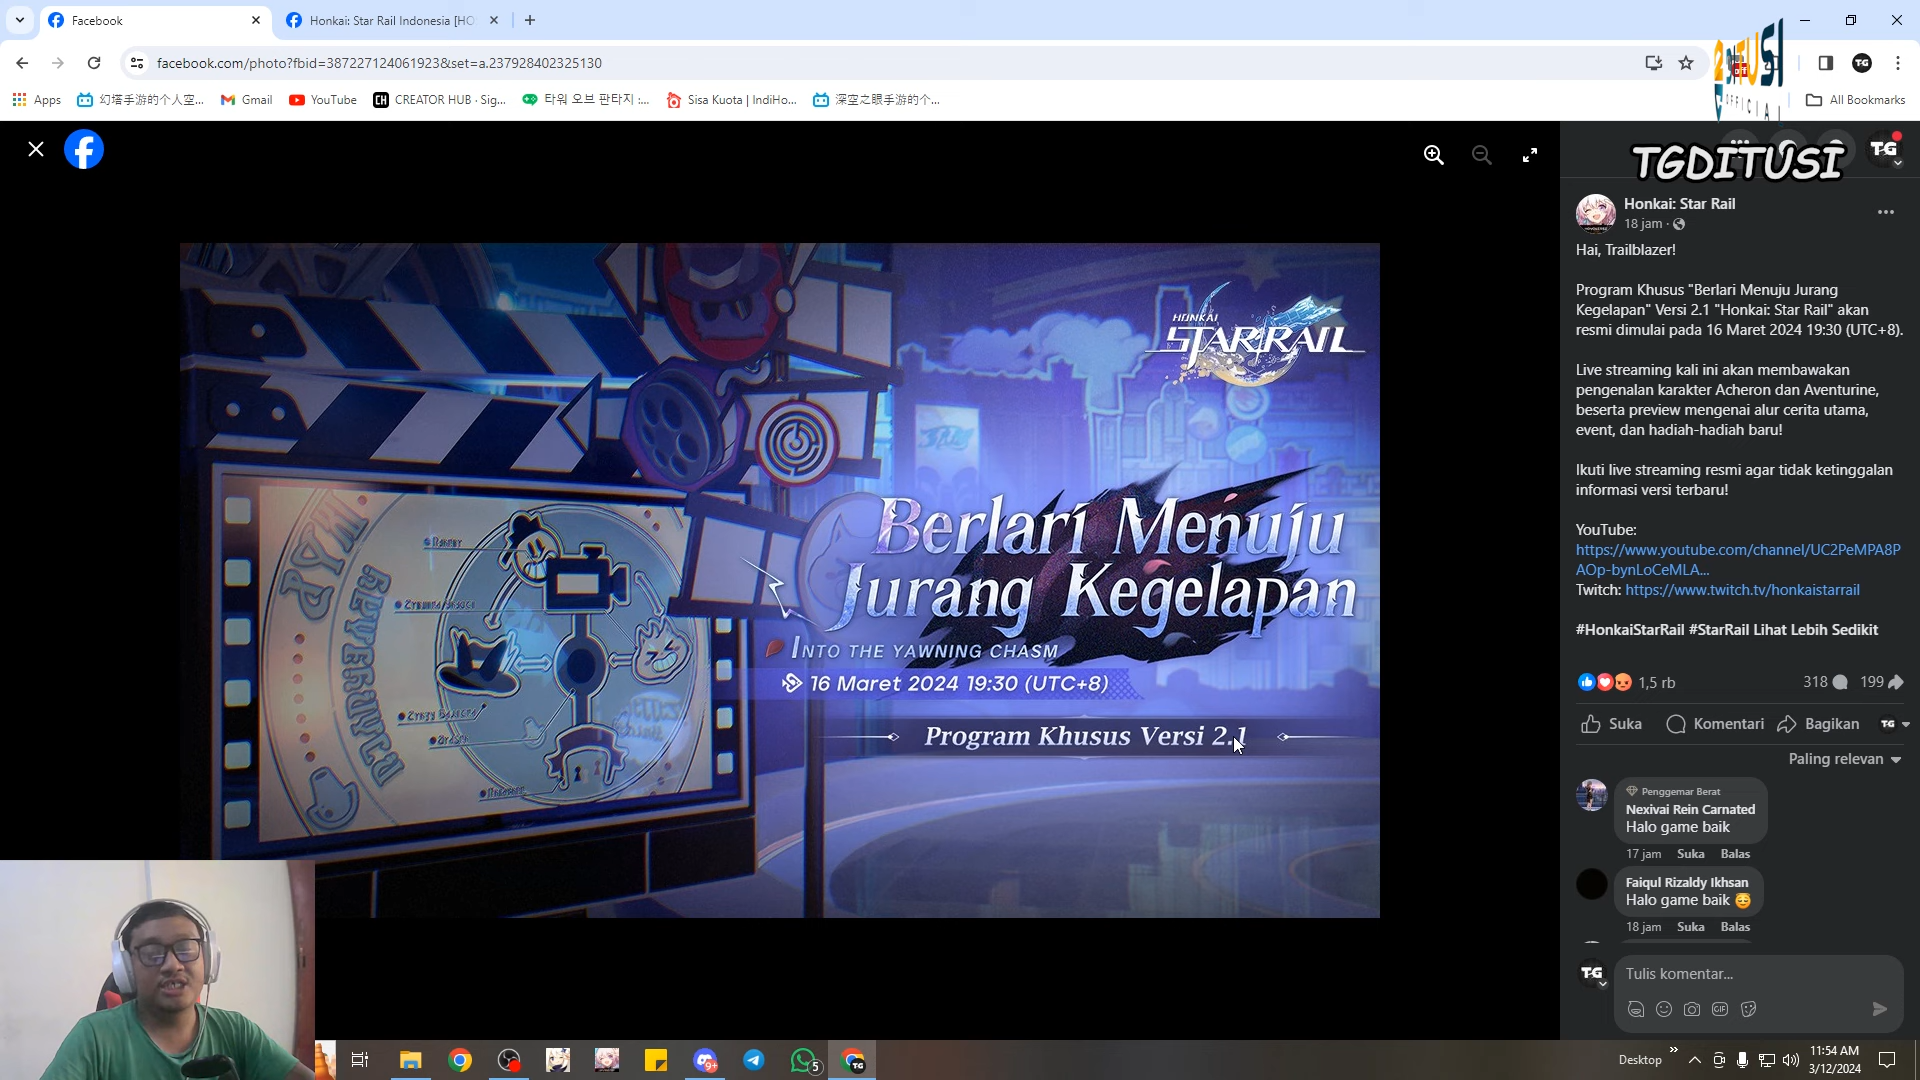 Facebook
Honkai: Star Rail Indonesia [HO
facebook.com/photo?fbid=387227124061923&set=a.237928402325130
Apps
幻塔手游的个人空...
Gmail
YouTube
CREATOR HUB · Sig...
타워 오브 판타지 :...
Sisa Kuota | IndiHo...
深空之眼手游的个...
All Bookmarks
OFFICIAL
TGDITUSI
TG
HONKAI
STAR RAIL
Berlari Menuju
Jurang Kegelapan
INTO THE YAWNING CHASM
16 Maret 2024 19:30 (UTC+8)
Program Khusus Versi 2.1
Honkai: Star Rail
18 jam ·
Hai, Trailblazer!
Program Khusus "Berlari Menuju Jurang
Kegelapan" Versi 2.1 "Honkai: Star Rail" akan
resmi dimulai pada 16 Maret 2024 19:30 (UTC+8).
Live streaming kali ini akan membawakan
pengenalan karakter Acheron dan Aventurine,
beserta preview mengenai alur cerita utama,
event, dan hadiah-hadiah baru!
Ikuti live streaming resmi agar tidak ketinggalan
informasi versi terbaru!
YouTube:
https://www.youtube.com/channel/UC2PeMPA8P
AOp-bynLoCeMLA...
Twitch: https://www.twitch.tv/honkaistarrail
#HonkaiStarRail #StarRail Lihat Lebih Sedikit
1,5 rb
318
199
Suka
Komentari
Bagikan
TG
Paling relevan
Penggemar Berat
Nexivai Rein Carnated
Halo game baik
17 jam Suka Balas
Faiqul Rizaldy Ikhsan
Halo game baik 😊
18 jam Suka Balas
TG
Tulis komentar...
GIF
9+
5
TG
Desktop
11:54 AM
3/12/2024